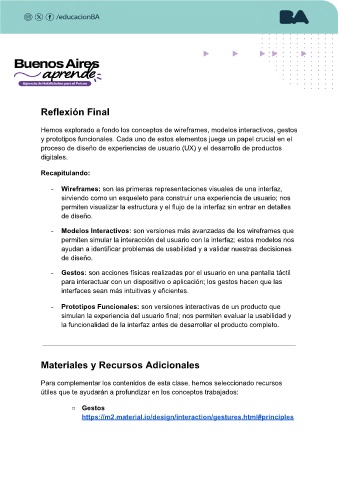 /educacionBA
BA
Buenos Aires
aprende
Agencia de Habilidades para el Futuro
Reflexión Final
Hemos explorado a fondo los conceptos de wireframes, modelos interactivos, gestos
y prototipos funcionales. Cada uno de estos elementos juega un papel crucial en el
proceso de diseño de experiencias de usuario (UX) y el desarrollo de productos
digitales.
Recapitulando:
- Wireframes: son las primeras representaciones visuales de una interfaz,
sirviendo como un esqueleto para construir una experiencia de usuario; nos
permiten visualizar la estructura y el flujo de la interfaz sin entrar en detalles
de diseño.
- Modelos Interactivos: son versiones más avanzadas de los wireframes que
permiten simular la interacción del usuario con la interfaz; estos modelos nos
ayudan a identificar problemas de usabilidad y a validar nuestras decisiones
de diseño.
- Gestos: son acciones físicas realizadas por el usuario en una pantalla táctil
para interactuar con un dispositivo o aplicación; los gestos hacen que las
interfaces sean más intuitivas y eficientes.
- Prototipos Funcionales: son versiones interactivas de un producto que
simulan la experiencia del usuario final; nos permiten evaluar la usabilidad y
la funcionalidad de la interfaz antes de desarrollar el producto completo.
Materiales y Recursos Adicionales
Para complementar los contenidos de esta clase, hemos seleccionado recursos
útiles que te ayudarán a profundizar en los conceptos trabajados:
○ Gestos
https://m2.material.io/design/interaction/gestures.html#principles